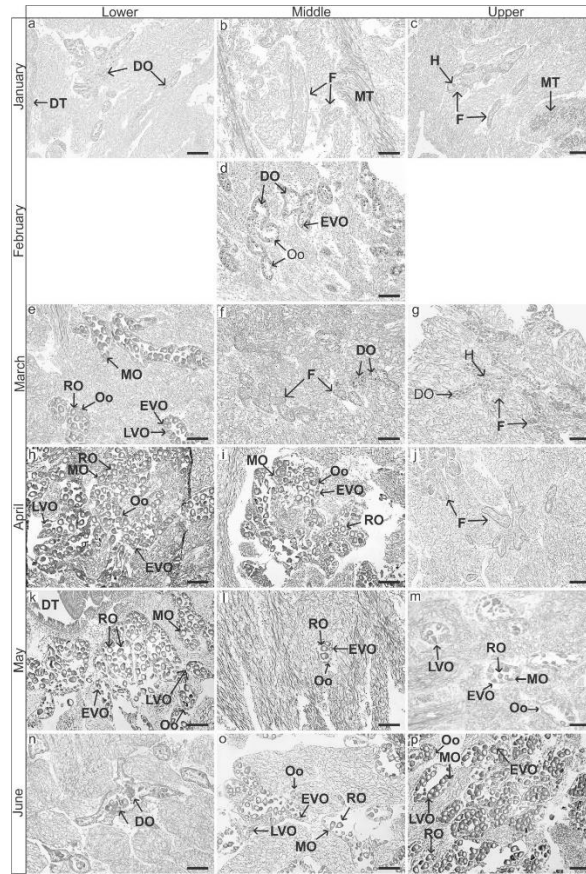 Lower Middle Upper
January
a
DO
DT
b
F
MT
c
H
F
MT
February
d
DO
EVO
Oo
March
e
MO
RO
Oo
EVO
LVO
f
DO
F
g
H
DO
F
April
h
RO
MO
LVO
Oo
EVO
i
MO
Oo
EVO
RO
j
F
May
k
DT
RO
MO
EVO
LVO
Oo
l
RO
EVO
Oo
m
LVO
RO
EVO
MO
Oo
June
n
DO
o
Oo
EVO
RO
LVO
MO
p
Oo
MO
EVO
LVO
RO